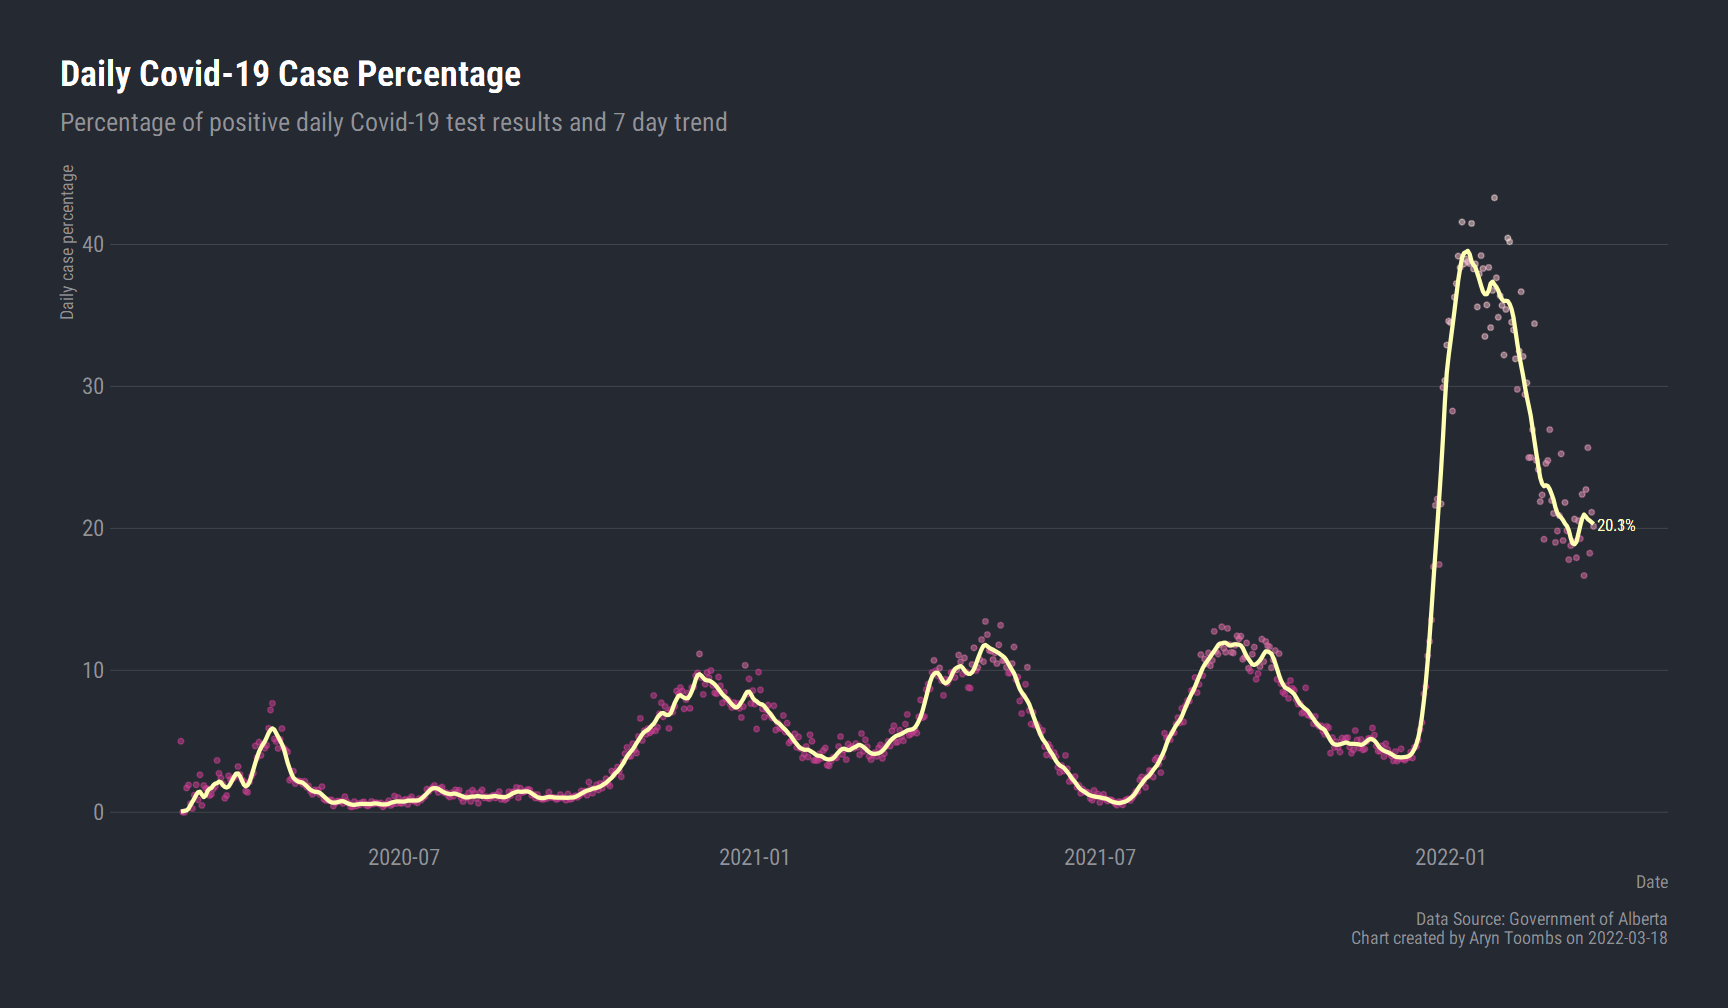 Daily Covid-19 Case Percentage
Percentage of positive daily Covid-19 test results and 7 day trend
Daily case percentage
40
30
20
10
0
2020-07
2021-01
2021-07
2022-01
Date
Data Source: Government of Alberta
Chart created by Aryn Toombs on 2022-03-18